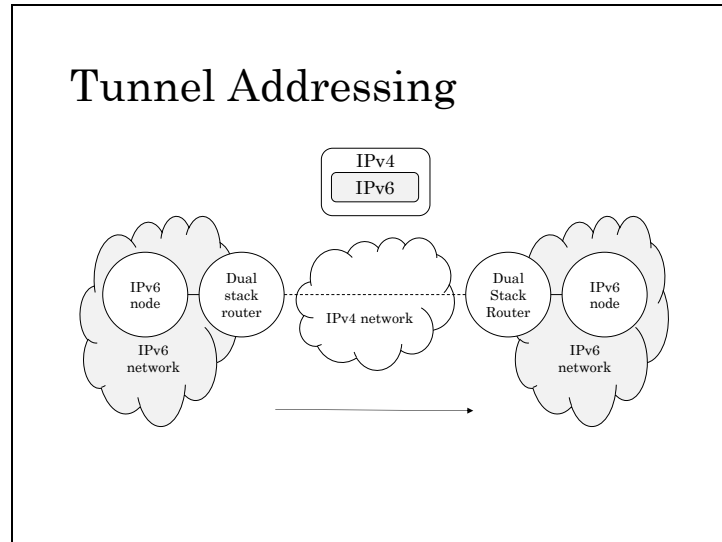 Tunnel Addressing
IPv4
IPv6
IPv6
node
Dual
stack
router
IPv4 network
Dual
Stack
Router
IPv6
node
IPv6
network
IPv6
network